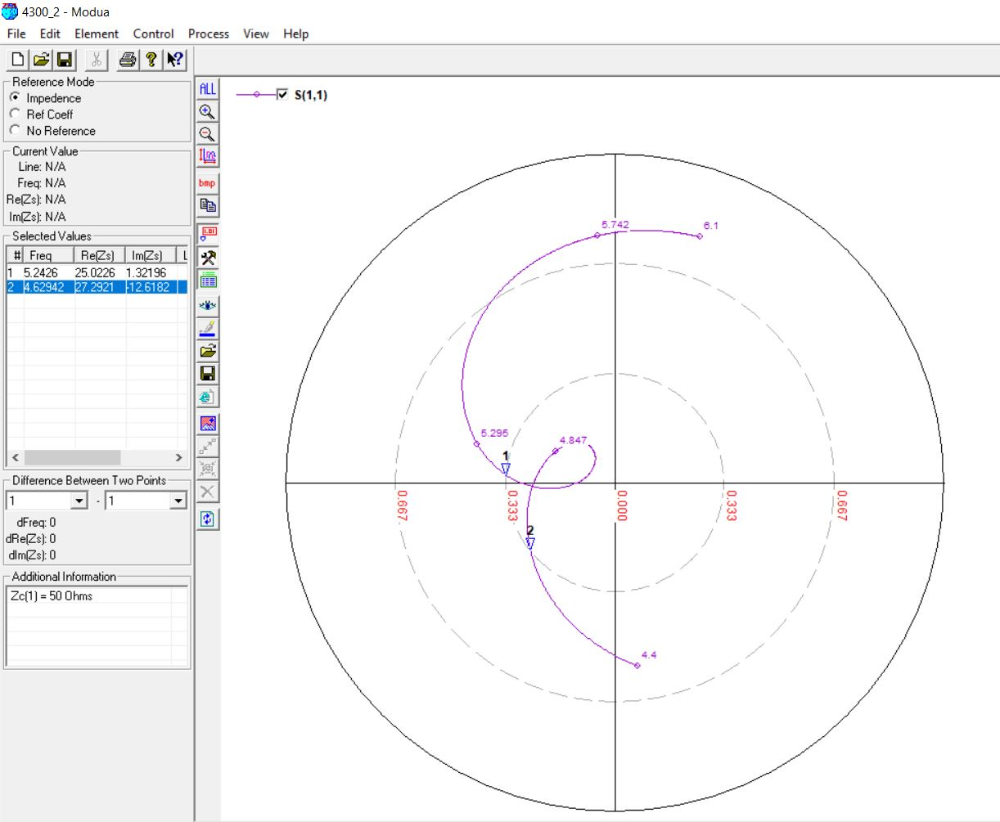 4300_2 - Modua
File Edit Element Control Process View Help
Reference Mode
Impedence
Ref Coeff
No Reference
Current Value
Line: N/A
Freq: N/A
Re(Zs): N/A
Im(Zs): N/A
Selected Values
# Freq Re(Zs) Im(Zs) L
1 5.2426 25.0226 1.32196
2 4.62942 27.2921 -12.6182
Difference Between Two Points
1 - 1
dFreq: 0
dRe(Zs): 0
dIm(Zs): 0
Additional Information
Zc(1) = 50 Ohms
ALL
bmp
1.01
S(1,1)
5.742
6.1
5.295
4.847
1
0.667
0.333
0.000
0.333
0.667
2
4.4